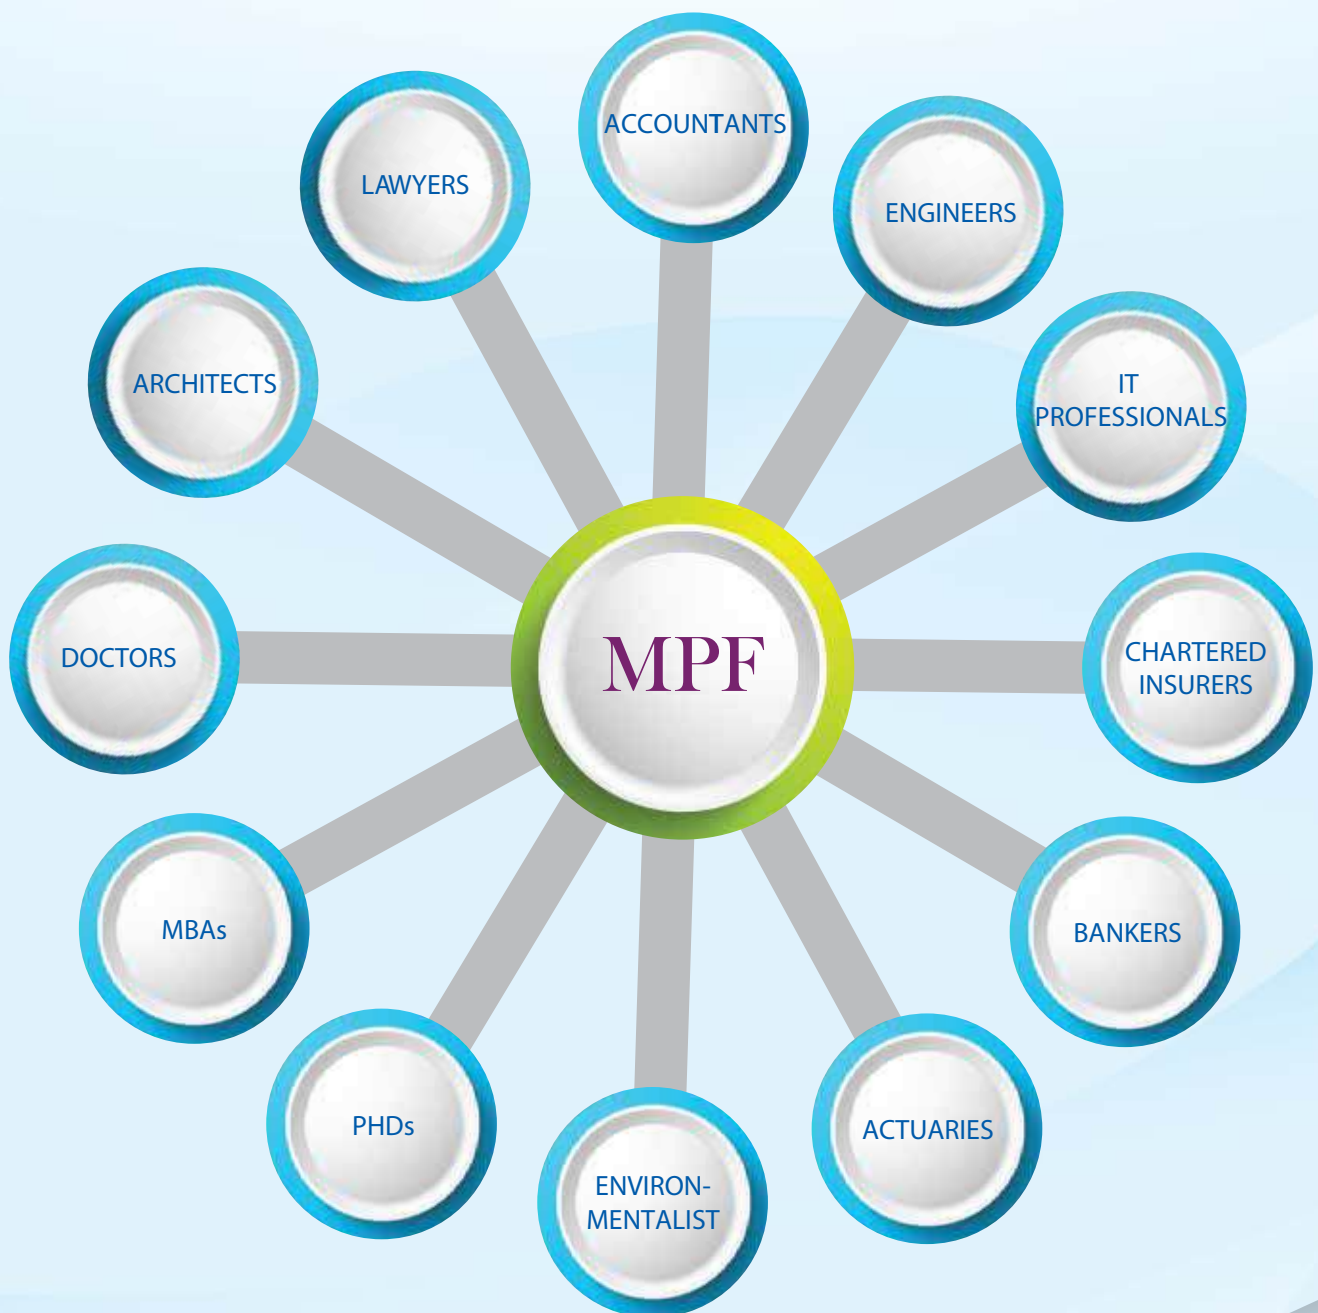 ACCOUNTANTS
LAWYERS
ENGINEERS
ARCHITECTS
IT
PROFESSIONALS
MPF
DOCTORS
CHARTERED
INSURERS
MBAs
BANKERS
PHDs
ACTUARIES
ENVIRON-
MENTALIST